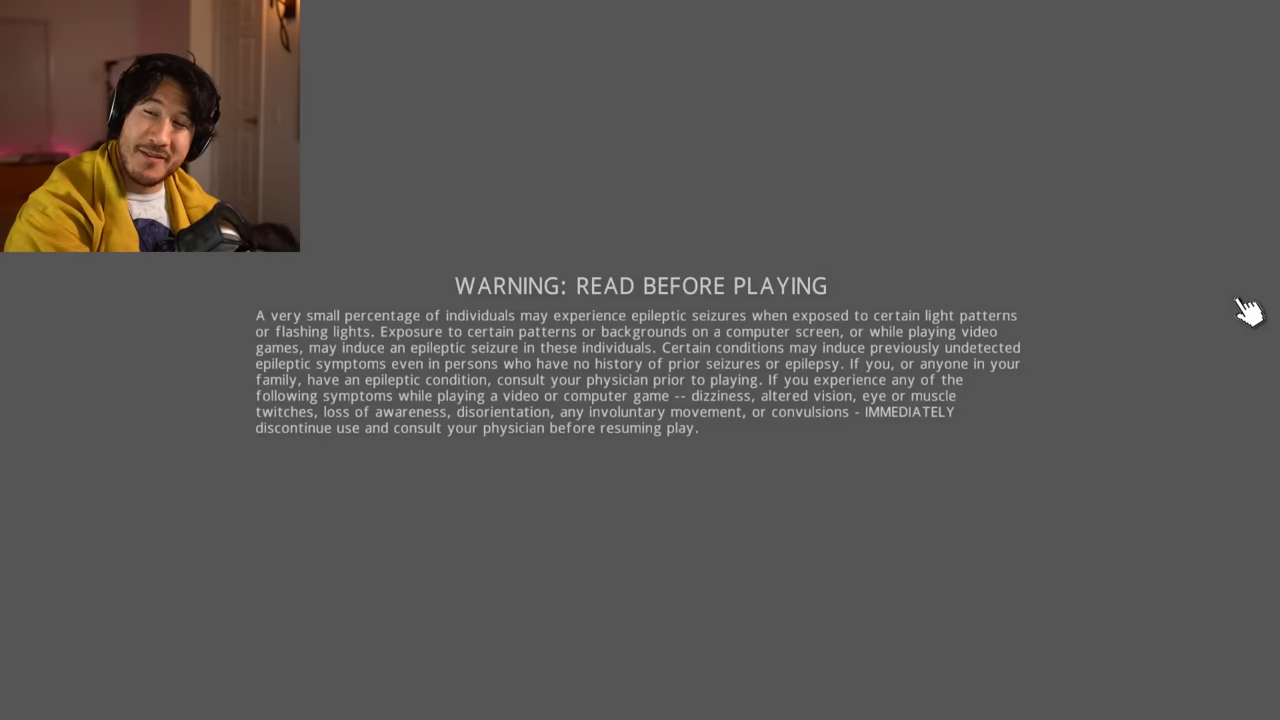 WARNING: READ BEFORE PLAYING
A very small percentage of individuals may experience epileptic seizures when exposed to certain light patterns
or flashing lights. Exposure to certain patterns or backgrounds on a computer screen, or while playing video
games, may induce an epileptic seizure in these individuals. Certain conditions may induce previously undetected
epileptic symptoms even in persons who have no history of prior seizures or epilepsy. If you, or anyone in your
family, have an epileptic condition, consult your physician prior to playing. If you experience any of the
following symptoms while playing a video or computer game -- dizziness, altered vision, eye or muscle
twitches, loss of awareness, disorientation, any involuntary movement, or convulsions - IMMEDIATELY
discontinue use and consult your physician before resuming play.